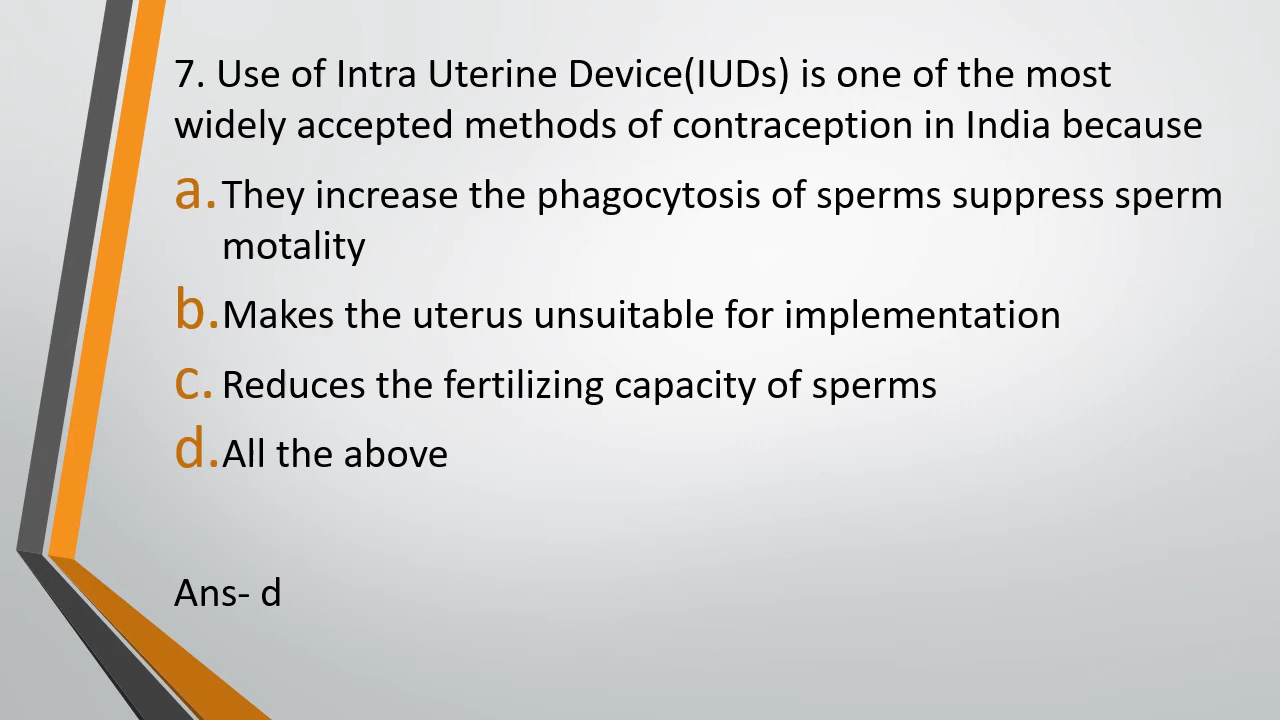 7. Use of Intra Uterine Device(IUDs) is one of the most
widely accepted methods of contraception in India because
a. They increase the phagocytosis of sperms suppress sperm
motality
b. Makes the uterus unsuitable for implementation
c. Reduces the fertilizing capacity of sperms
d. All the above
Ans- d